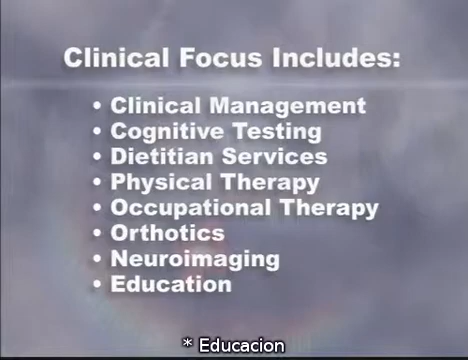 Clinical Focus Includes:
• Clinical Management
• Cognitive Testing
• Dietitian Services
• Physical Therapy
• Occupational Therapy
• Orthotics
• Neuroimaging
• Education
* Educacion